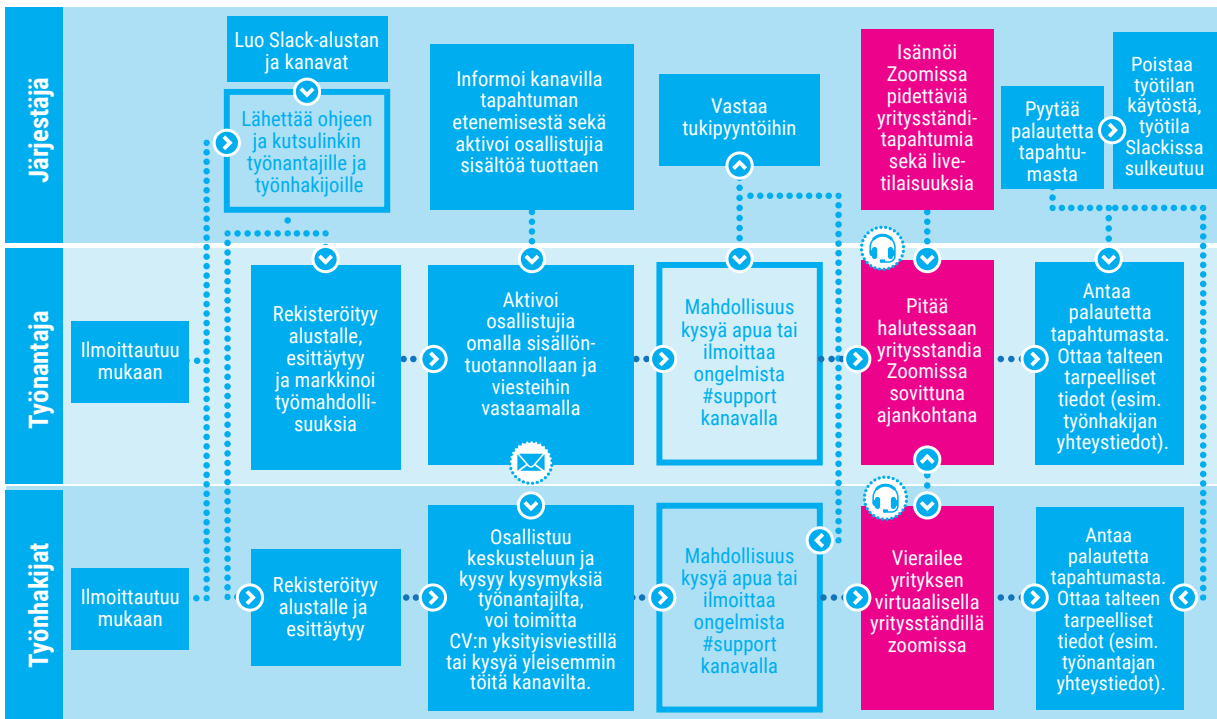 Järjestäjä
Luo Slack-alustan
ja kanavat
Lähettää ohjeen
ja kutsulinkin
työnantajille ja
työnhakijoille
Informoi kanavilla
tapahtuman
etenemisestä sekä
aktivoi osallistujia
sisältöä tuottaen
Vastaa
tukipyyntöihin
Isännöi
Zoomissa
pidettäviä
yritysständi-
tapahtumia
sekä live-
tilaisuuksia
Pyytää
palautetta
tapahtu-
masta
Poistaa
työtilan
käytöstä,
työtila
Slackissa
sulkeutuu
Työnantaja
Ilmoittautuu
mukaan
Rekisteröityy
alustalle,
esittäytyy
ja markkinoi
työmahdolli-
suuksia
Aktivoi
osallistujia
omalla sisällön-
tuotannollaan ja
viesteihin
vastaamalla
Mahdollisuus
kysyä apua tai
ilmoittaa
ongelmista
#support
kanavalla
Pitää
halutessaan
yritysstandia
Zoomissa
sovittuna
ajankohtana
Antaa
palautetta
tapahtumasta.
Ottaa talteen
tarpeelliset
tiedot (esim.
työnhakijan
yhteystiedot).
Työnhakijat
Ilmoittautuu
mukaan
Rekisteröityy
alustalle ja
esittäytyy
Osallistuu
keskusteluun ja
kysyy kysymyksiä
työnantajilta,
voi toimitta
CV:n yksityisviestillä
tai kysyä yleisemmin
töitä kanavilta.
Mahdollisuus
kysyä apua tai
ilmoittaa
ongelmista
#support
kanavalla
Vierailee
yrityksen
virtuaalisella
yritysständillä
zoomissa
Antaa
palautetta
tapahtumasta.
Ottaa talteen
tarpeelliset
tiedot (esim.
työnantajan
yhteystiedot).